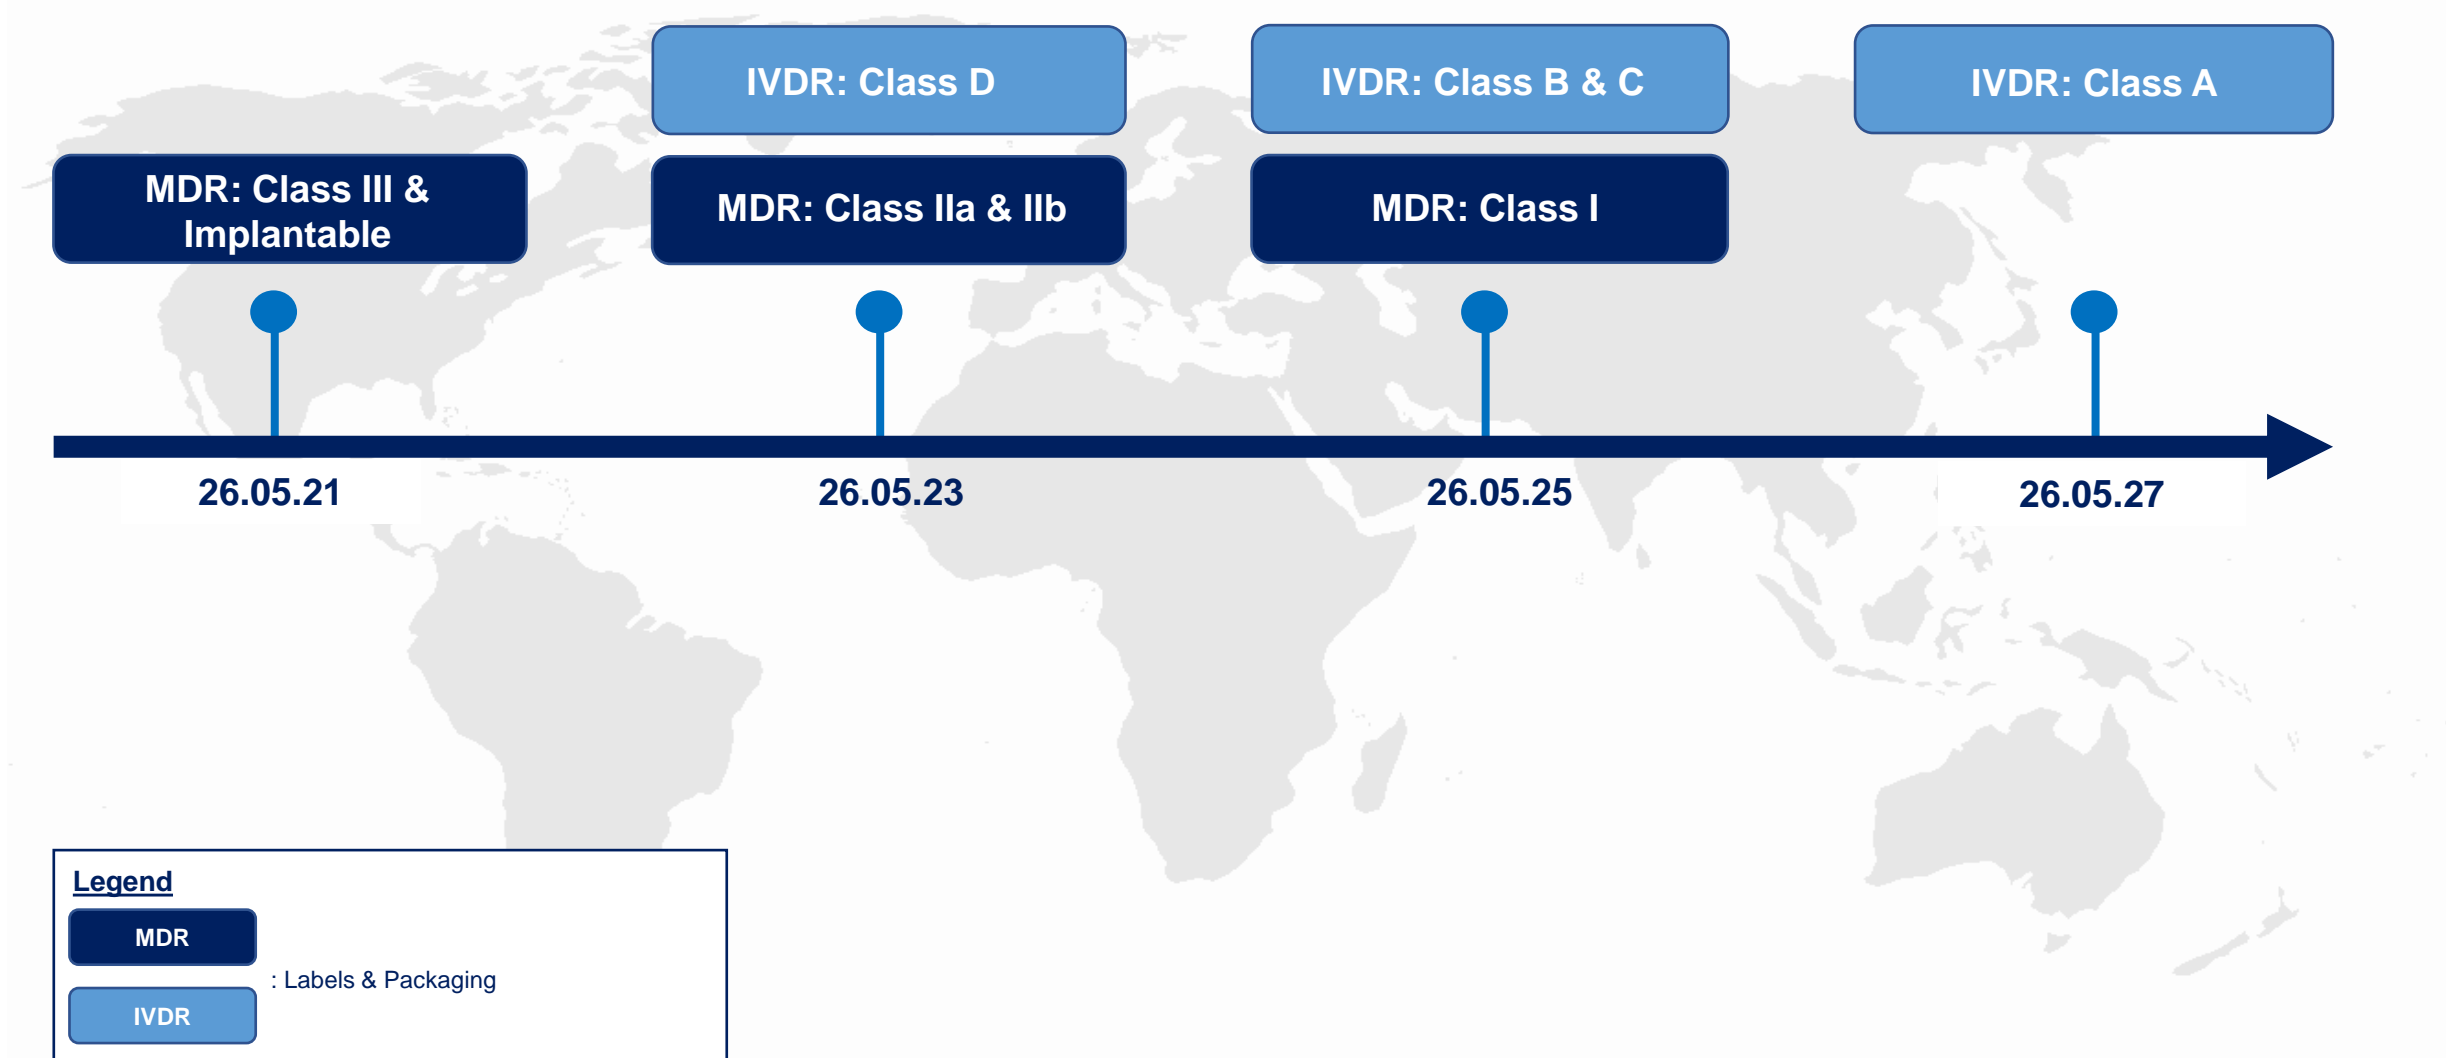 IVDR: Class D
IVDR: Class B & C
IVDR: Class A
MDR: Class III &
Implantable
MDR: Class IIa & IIb
MDR: Class I
26.05.21
26.05.23
26.05.25
26.05.27
Legend
MDR
: Labels & Packaging
IVDR